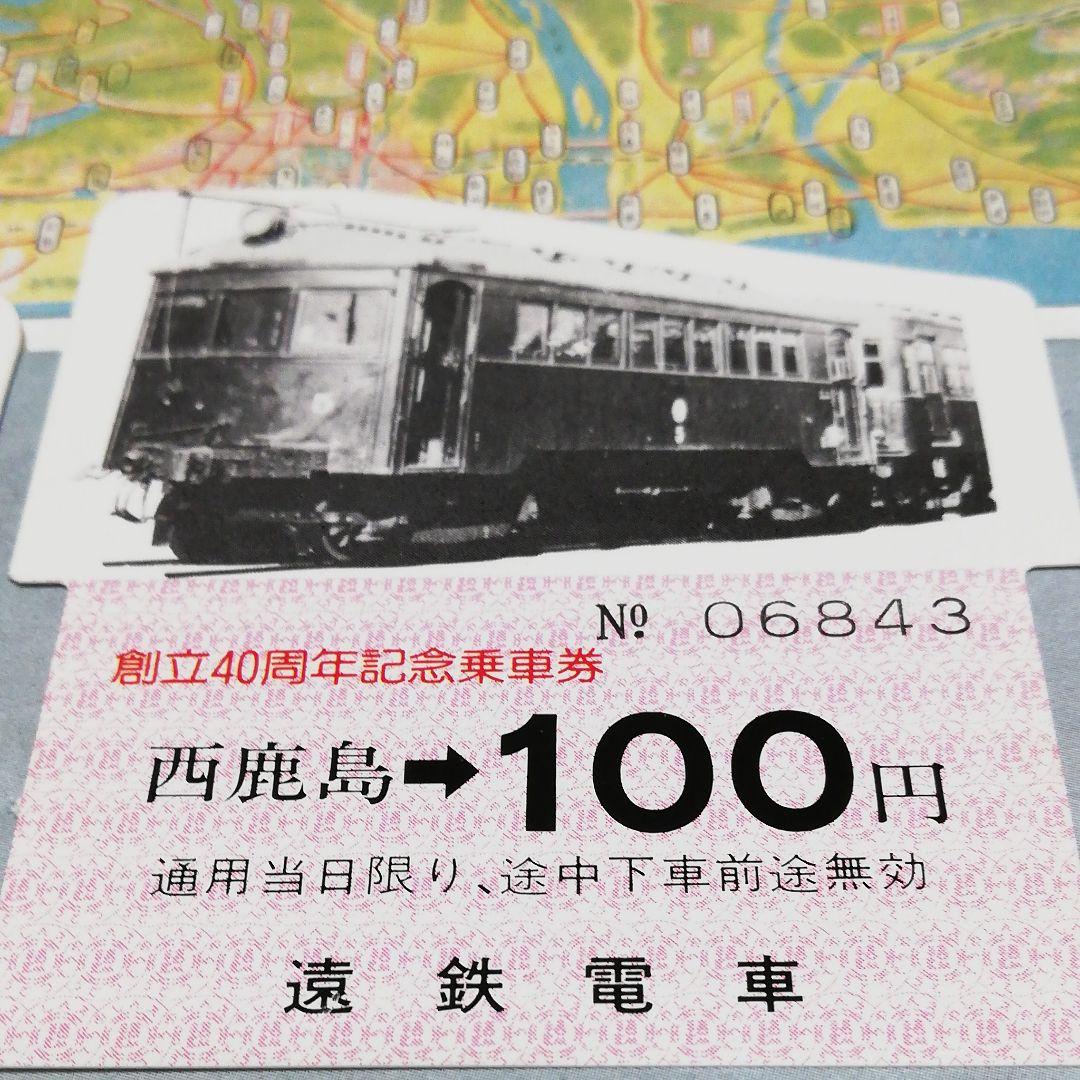 № 06843
創立40周年記念乗車券
西鹿島➡100円
通用当日限り、途中下車前途無効
遠鉄電車